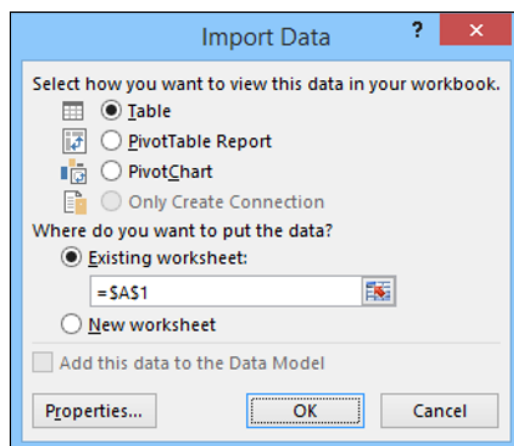 Import Data
?
×
Select how you want to view this data in your workbook.
Table
PivotTable Report
PivotChart
Only Create Connection
Where do you want to put the data?
Existing worksheet:
=$A$1
New worksheet
Add this data to the Data Model
Properties... OK Cancel